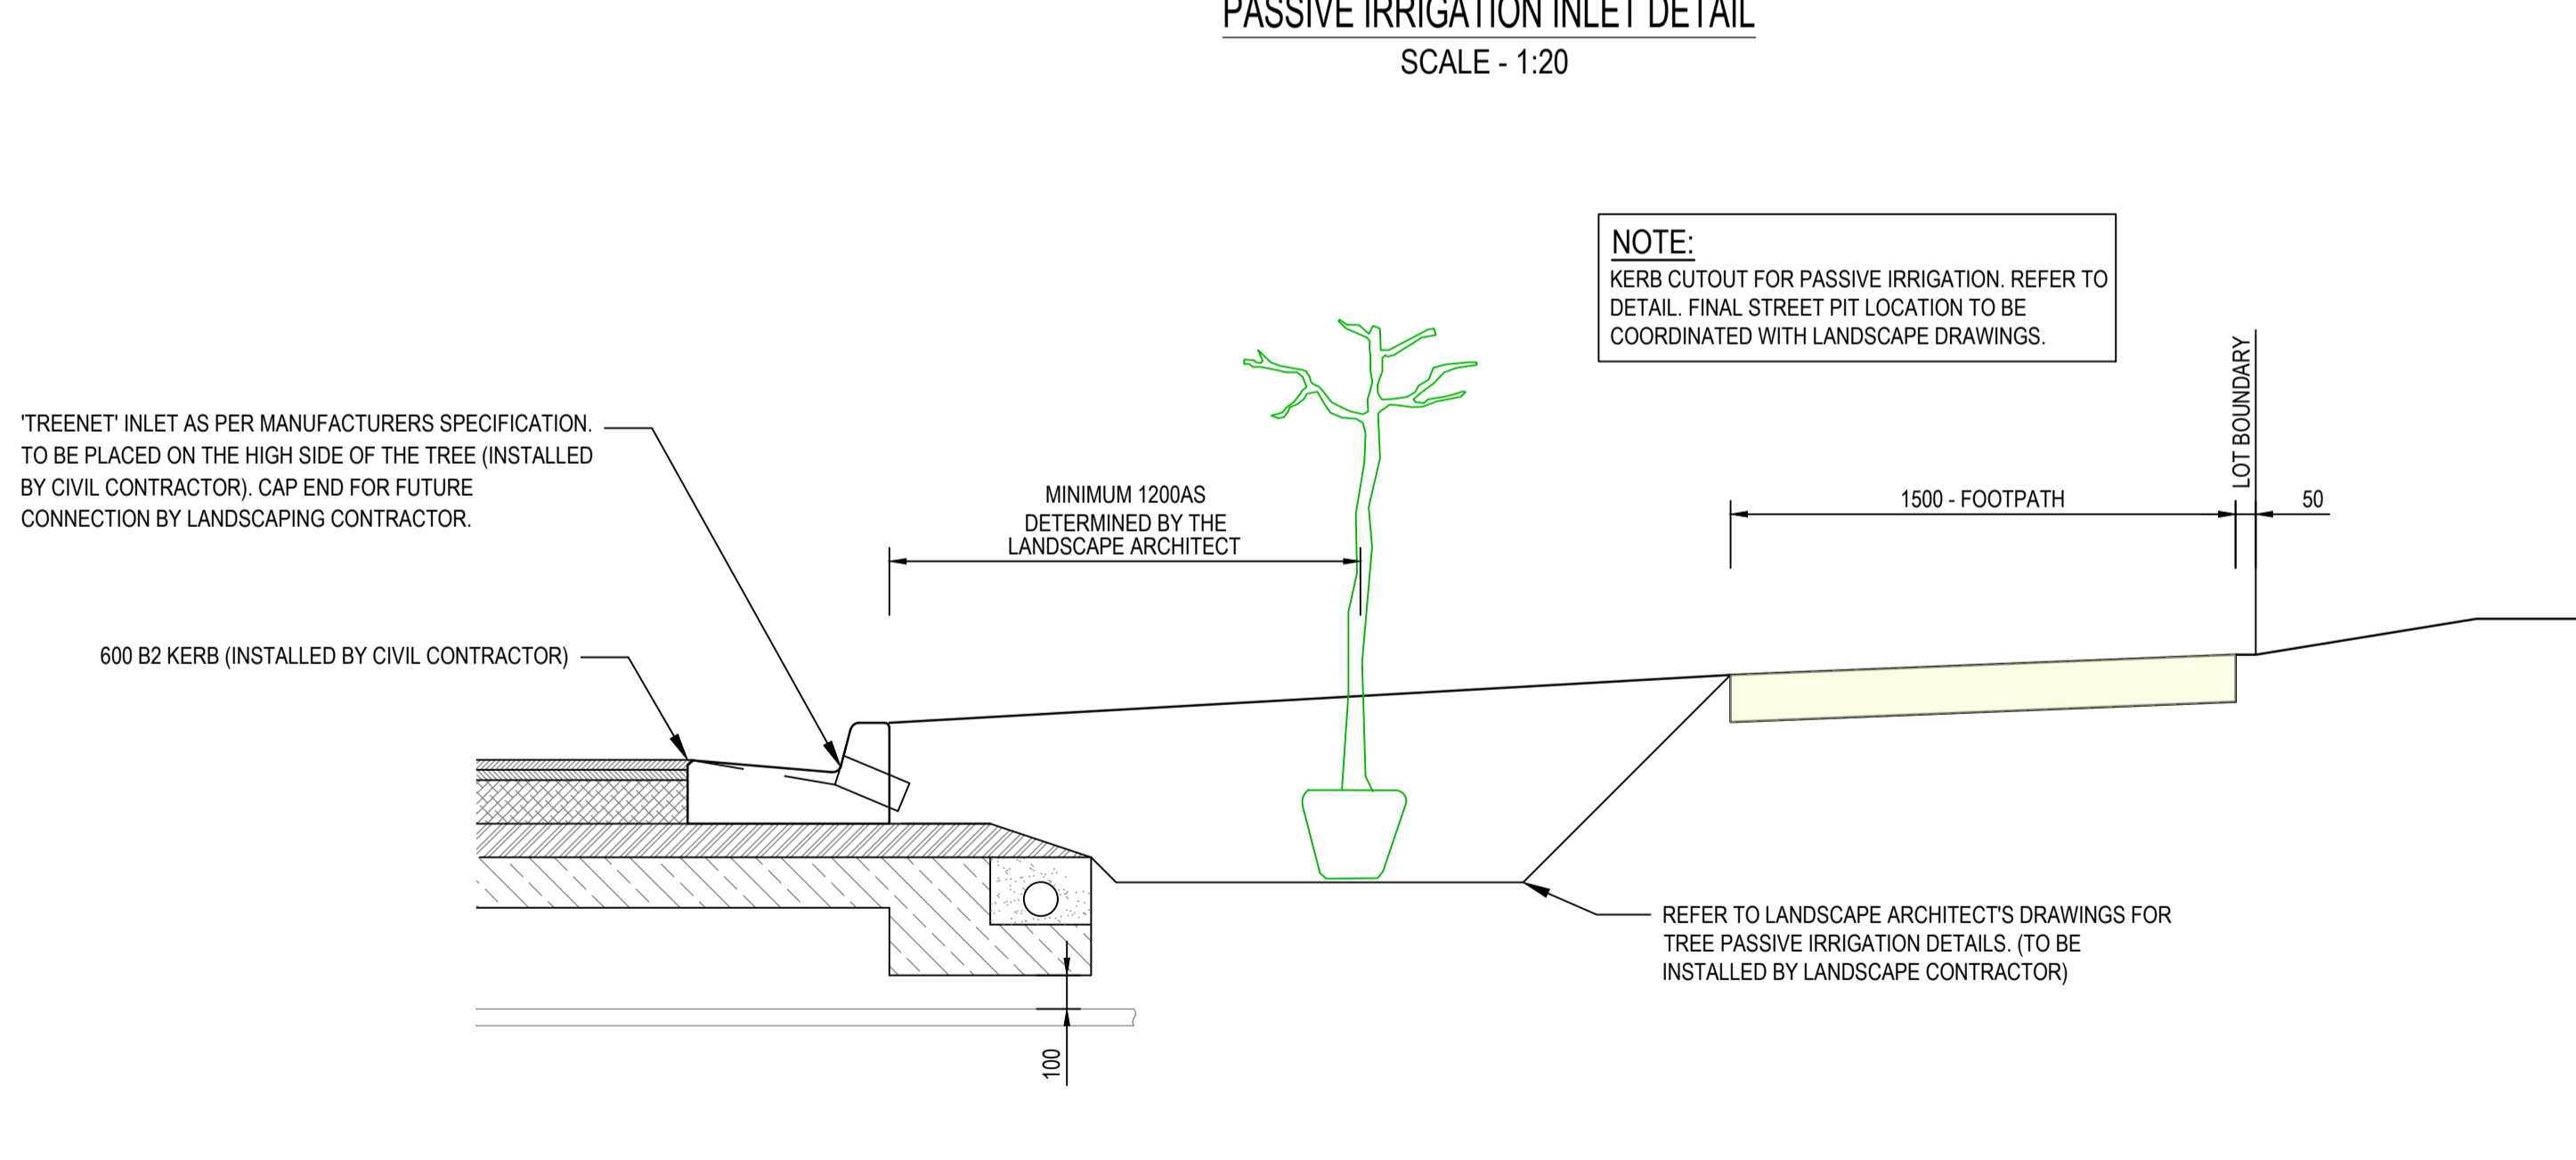 PASSIVE IRRIGATION INLET DETAIL
SCALE - 1:20
NOTE:
KERB CUTOUT FOR PASSIVE IRRIGATION. REFER TO
DETAIL. FINAL STREET PIT LOCATION TO BE
COORDINATED WITH LANDSCAPE DRAWINGS.
LOT BOUNDARY
'TREENET' INLET AS PER MANUFACTURERS SPECIFICATION.
TO BE PLACED ON THE HIGH SIDE OF THE TREE (INSTALLED
BY CIVIL CONTRACTOR). CAP END FOR FUTURE
CONNECTION BY LANDSCAPING CONTRACTOR.
MINIMUM 1200AS
DETERMINED BY THE
LANDSCAPE ARCHITECT
1500 - FOOTPATH
50
600 B2 KERB (INSTALLED BY CIVIL CONTRACTOR)
REFER TO LANDSCAPE ARCHITECT'S DRAWINGS FOR
TREE PASSIVE IRRIGATION DETAILS. (TO BE
INSTALLED BY LANDSCAPE CONTRACTOR)
100